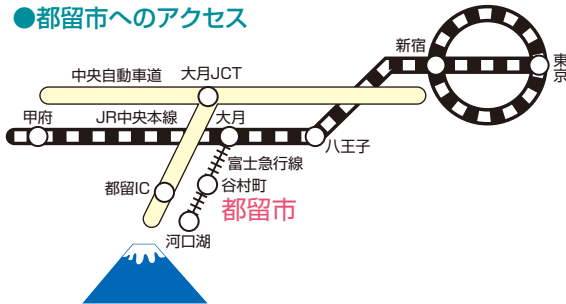 ●都留市へのアクセス
新宿
東京
中央自動車道
大月JCT
甲府
JR中央本線
大月
八王子
富士急行線
都留IC
谷村町
都留市
河口湖